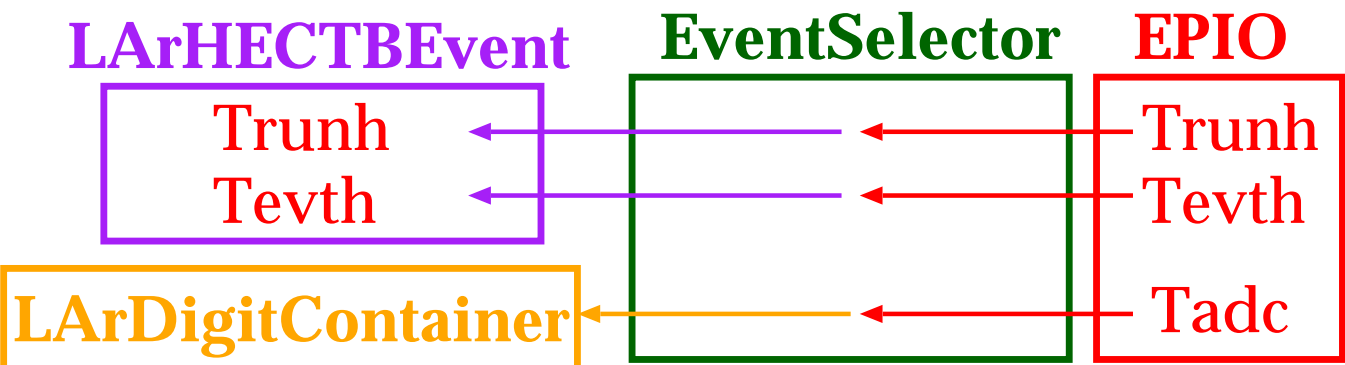 LArHECTBEvent
EventSelector
EPIO
Trunh
Trunh
Tevth
Tevth
LArDigitContainer
Tadc